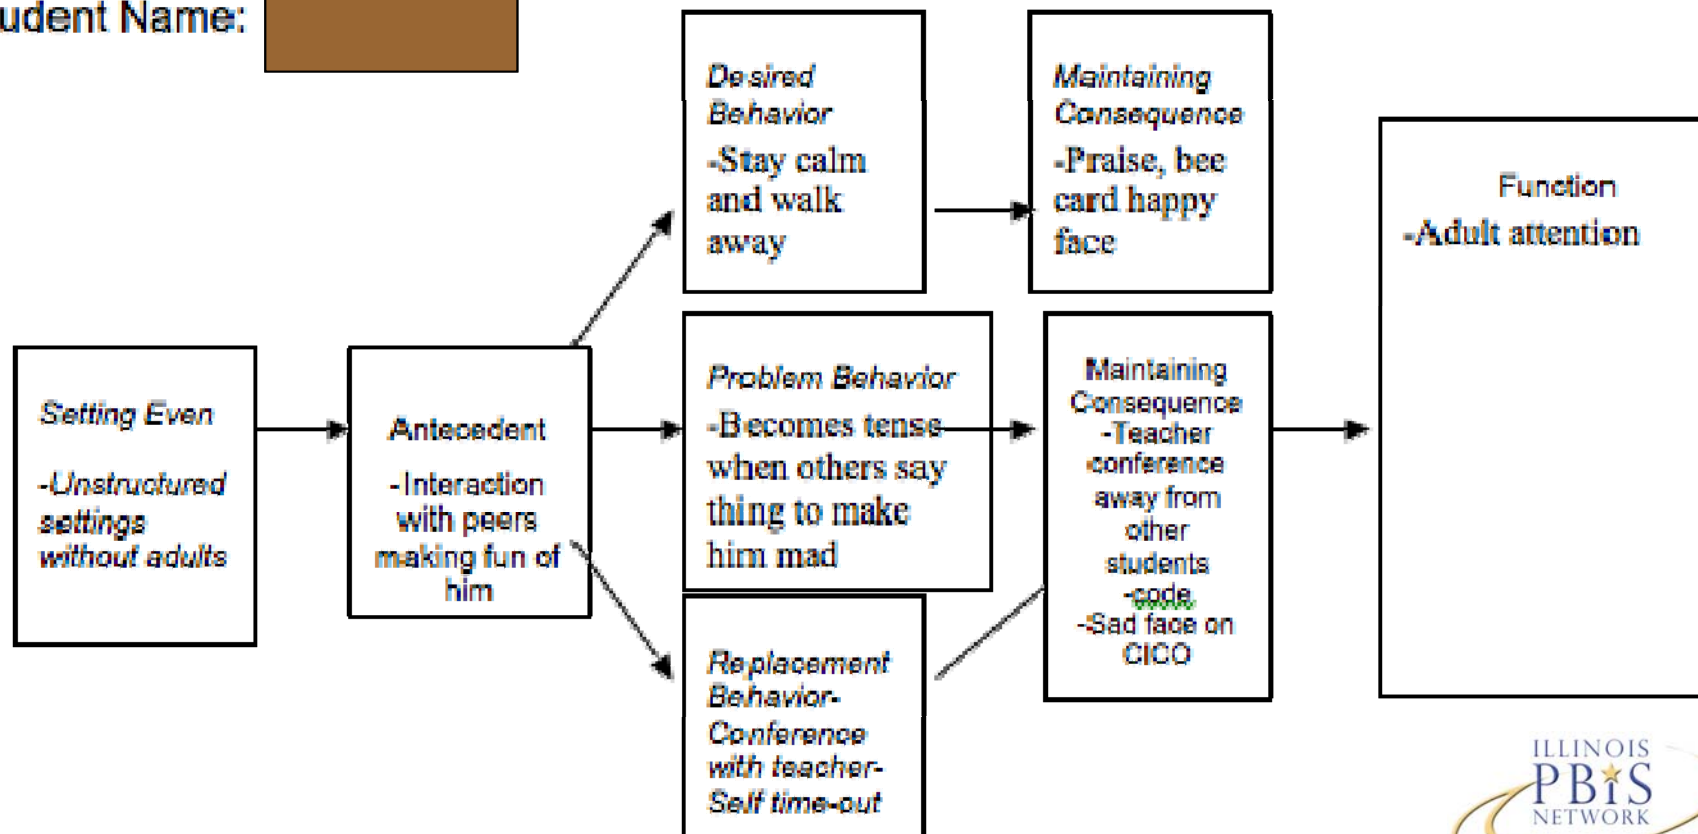 udent Name:
Desired
Behavior
-Stay calm
and walk
away
Maintaining
Consequence
-Praise, bee
card happy
face
Function
-Adult attention
Setting Even
-Unstructured
settings
without adults
Antecedent
-Interaction
with peers
making fun of
him
Problem Behavior
-Becomes tense
when others say
thing to make
him mad
Maintaining
Consequence
-Teacher
-conference
away from
other
students
-code
-Sad face on
CICO
Replacement
Behavior-
Conference
with teacher-
Self time-out
ILLINOIS
PBiS
NETWORK